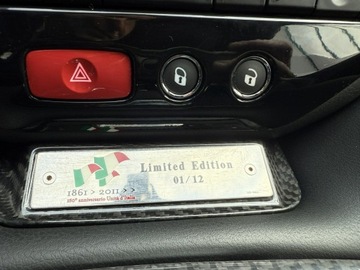 Limited Edition
01/12
1861 > 2011 >>
150° anniversario Unità d'Italia